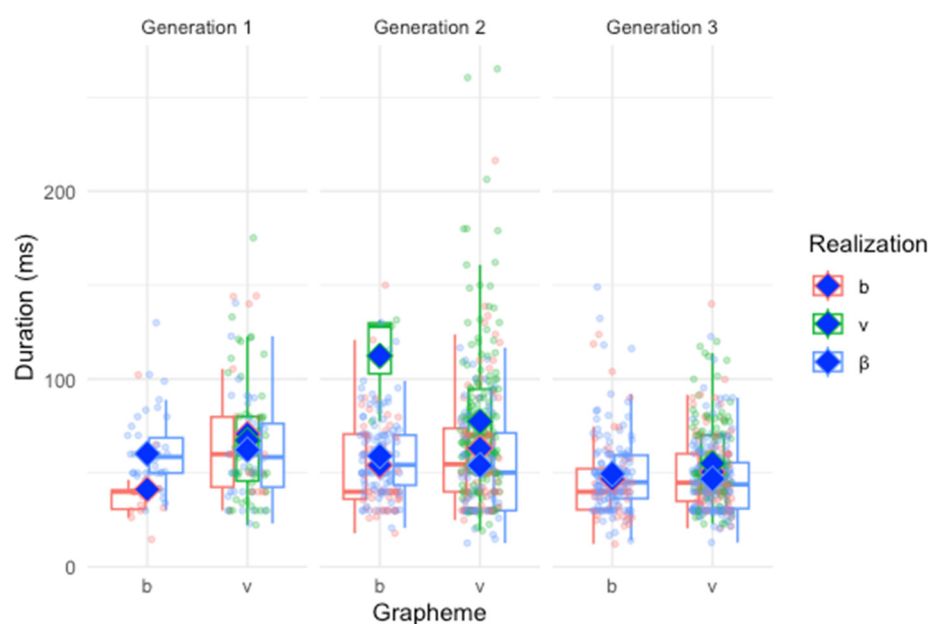 Generation 1 Generation 2 Generation 3
Duration (ms)
200
100
0
b v b v b v
Grapheme
Realization
b
v
β